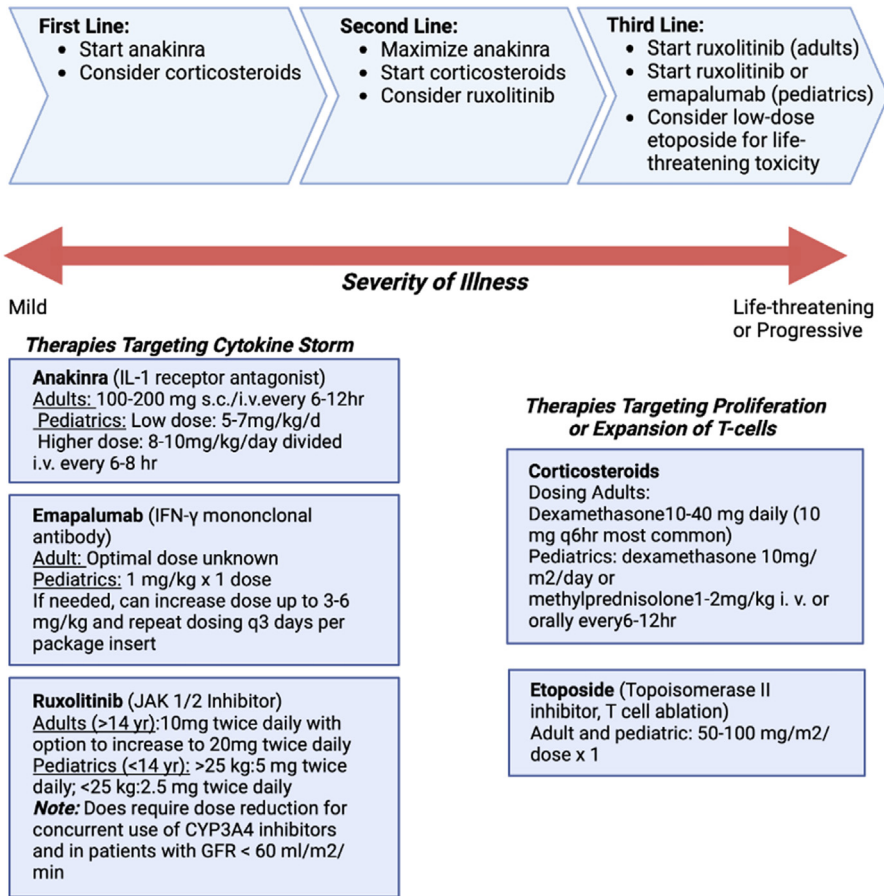 First Line:
• Start anakinra
• Consider corticosteroids
Second Line:
• Maximize anakinra
• Start corticosteroids
• Consider ruxolitinib
Third Line:
• Start ruxolitinib (adults)
• Start ruxolitinib or
emapalumab (pediatrics)
• Consider low-dose
etoposide for life-
threatening toxicity
Severity of Illness
Mild
Life-threatening
or Progressive
Therapies Targeting Cytokine Storm
Anakinra (IL-1 receptor antagonist)
Adults: 100-200 mg s.c./i.v.every 6-12hr
Pediatrics: Low dose: 5-7mg/kg/d
Higher dose: 8-10mg/kg/day divided
i.v. every 6-8 hr
Emapalumab (IFN-γ mononclonal
antibody)
Adult: Optimal dose unknown
Pediatrics: 1 mg/kg x 1 dose
If needed, can increase dose up to 3-6
mg/kg and repeat dosing q3 days per
package insert
Ruxolitinib (JAK 1/2 Inhibitor)
Adults (>14 yr):10mg twice daily with
option to increase to 20mg twice daily
Pediatrics (<14 yr): >25 kg:5 mg twice
daily; <25 kg:2.5 mg twice daily
Note: Does require dose reduction for
concurrent use of CYP3A4 inhibitors
and in patients with GFR < 60 ml/m2/
min
Therapies Targeting Proliferation
or Expansion of T-cells
Corticosteroids
Dosing Adults:
Dexamethasone10-40 mg daily (10
mg q6hr most common)
Pediatrics: dexamethasone 10mg/
m2/day or
methylprednisolone1-2mg/kg i. v. or
orally every6-12hr
Etoposide (Topoisomerase II
inhibitor, T cell ablation)
Adult and pediatric: 50-100 mg/m2/
dose x 1